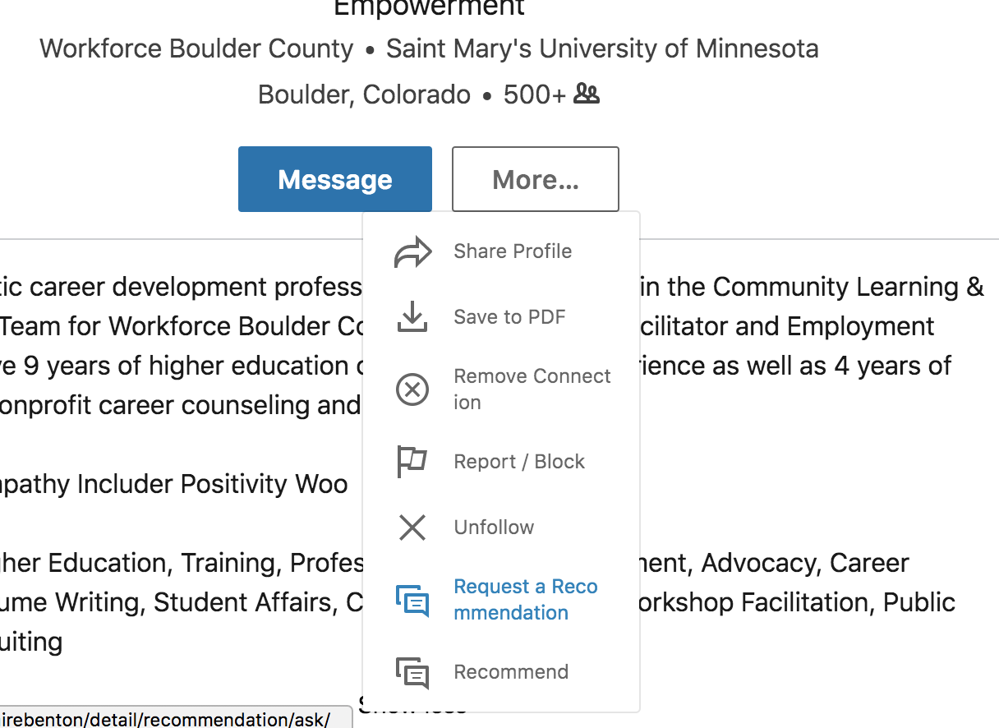 Empowerment
Workforce Boulder County • Saint Mary's University of Minnesota
Boulder, Colorado • 500+
Message More...
Share Profile
Save to PDF
Remove Connect
ion
Report / Block
Unfollow
Request a Reco
mmendation
Recommend
tic career development profess in the Community Learning &
Team for Workforce Boulder Co cilitator and Employment
ve 9 years of higher education rience as well as 4 years of
onprofit career counseling and
pathy Includer Positivity Woo
gher Education, Training, Profes ment, Advocacy, Career
ume Writing, Student Affairs, C orkshop Facilitation, Public
uiting
Show less
irebenton/detail/recommendation/ask/